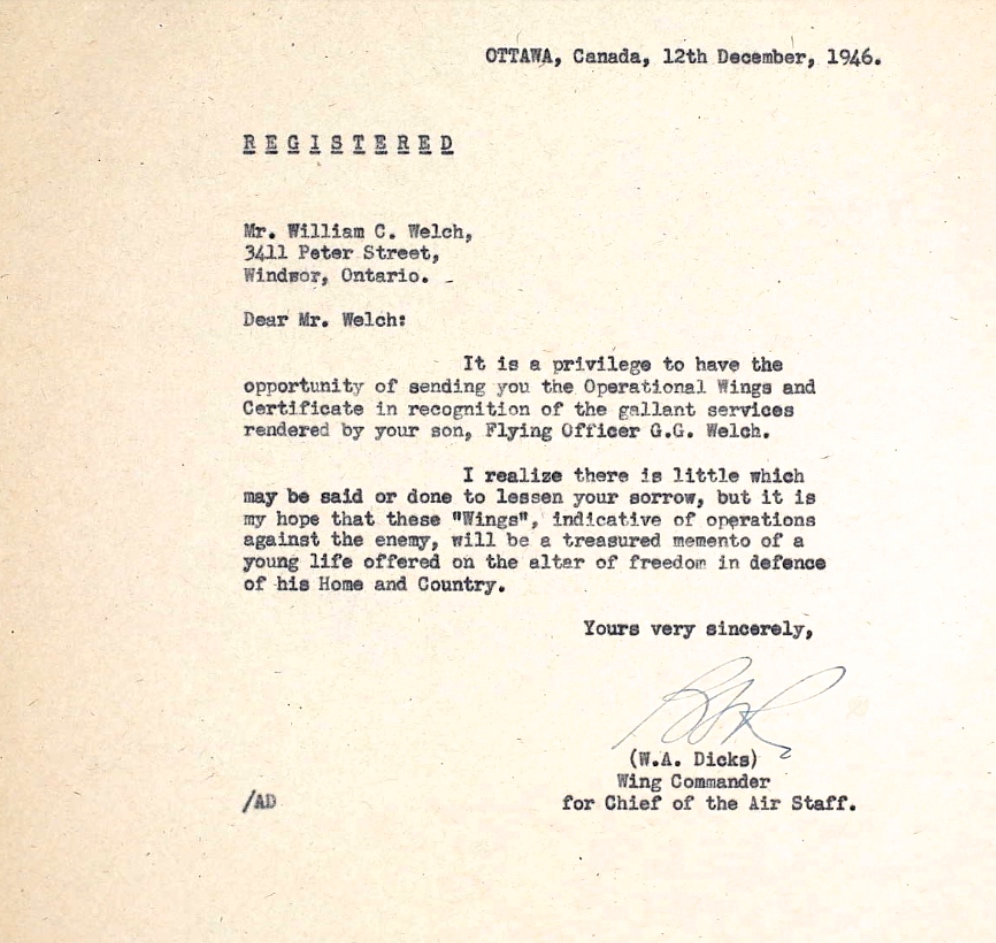 OTTAWA, Canada, 12th December, 1946.
REGISTERED
Mr. William C. Welch,
3411 Peter Street,
Windsor, Ontario.
Dear Mr. Welch:
It is a privilege to have the
opportunity of sending you the Operational Wings and
Certificate in recognition of the gallant services
rendered by your son, Flying Officer G.G. Welch.
I realize there is little which
may be said or done to lessen your sorrow, but it is
my hope that these "Wings", indicative of operations
against the enemy, will be a treasured memento of a
young life offered on the altar of freedom in defence
of his Home and Country.
Yours very sincerely,
(W.A. Dicks)
Wing Commander
for Chief of the Air Staff.
/AD